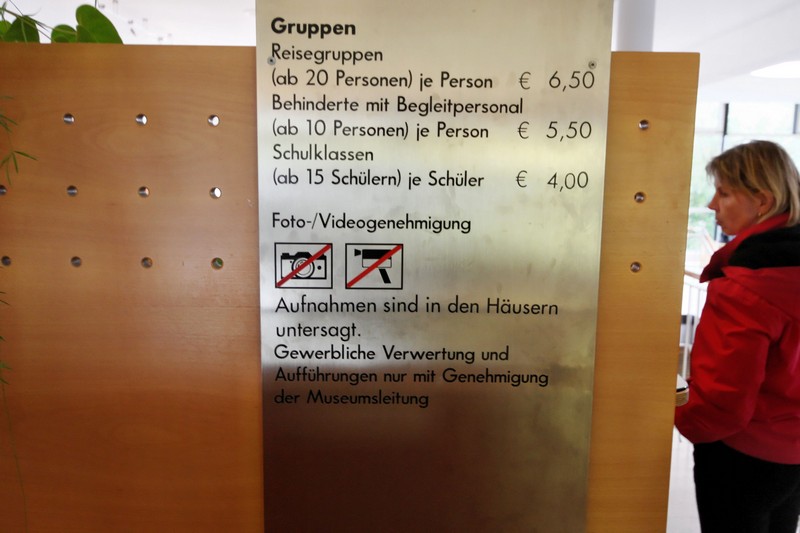 Gruppen
Reisegruppen
(ab 20 Personen) je Person € 6,50
Behinderte mit Begleitpersonal
(ab 10 Personen) je Person € 5,50
Schulklassen
(ab 15 Schülern) je Schüler € 4,00
Foto-/Videogenehmigung
Aufnahmen sind in den Häusern
untersagt.
Gewerbliche Verwertung und
Aufführungen nur mit Genehmigung
der Museumsleitung